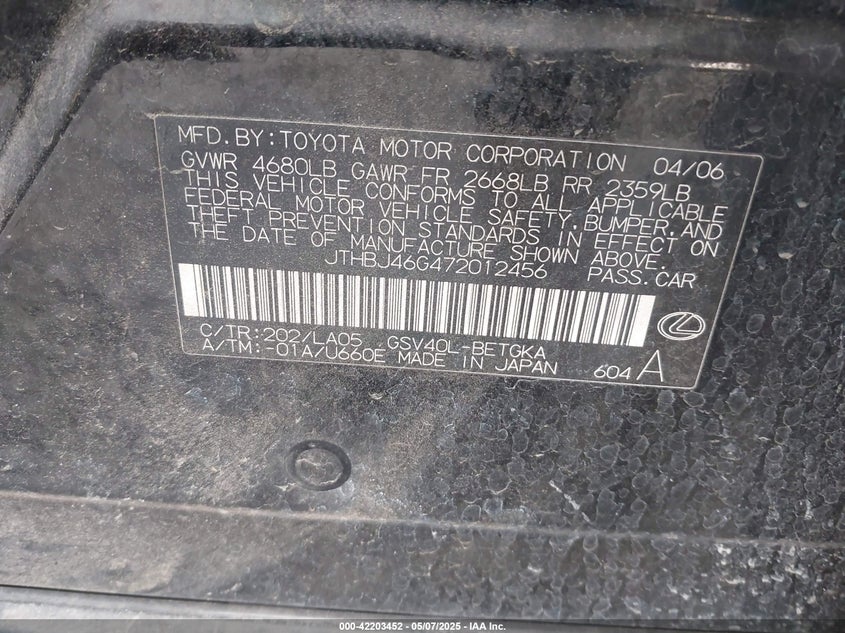 MFD.BY:TOYOTA MOTOR CORPORATION 04/06
GVWR 4680LB GAWR FR 2668LB RR 2359LB
THIS VEHICLE CONFORMS TO ALL APPLICABLE
FEDERAL MOTOR VEHICLE SAFETY,BUMPER,AND
THEFT PREVENTION STANDARDS IN EFFECT ON
THE DATE OF MANUFACTURE SHOWN ABOVE.
JTHBJ46G472012456 PASS.CAR
C/TR:202/LA05 GSV40L-BETGKA
A/TM:-01A/U660E MADE IN JAPAN 604 A
000-42203452 - 05/07/2025 - IAA Inc.